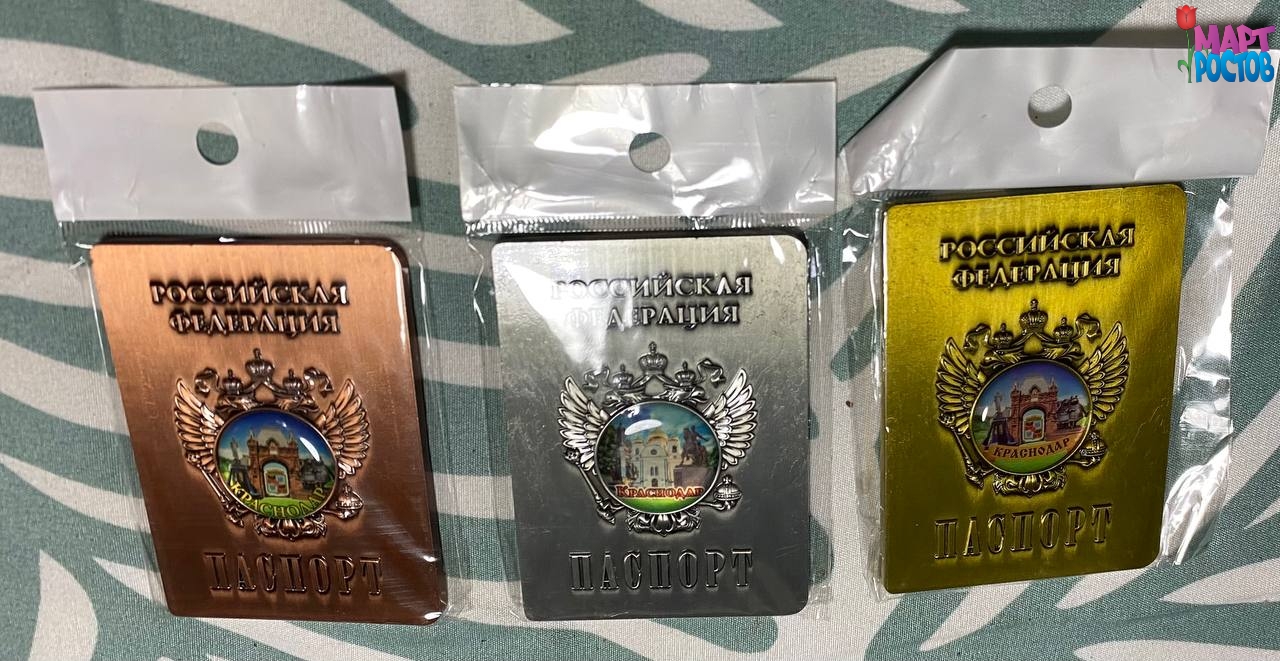 МАРТ
РОСТОВ
РОССИЙСКАЯ
ФЕДЕРАЦИЯ
КРАСНОДАР
ПАСПОРТ
РОССИЙСКАЯ
ФЕДЕРАЦИЯ
КРАСНОДАР
ПАСПОРТ
РОССИЙСКАЯ
ФЕДЕРАЦИЯ
КРАСНОДАР
ПАСПОРТ